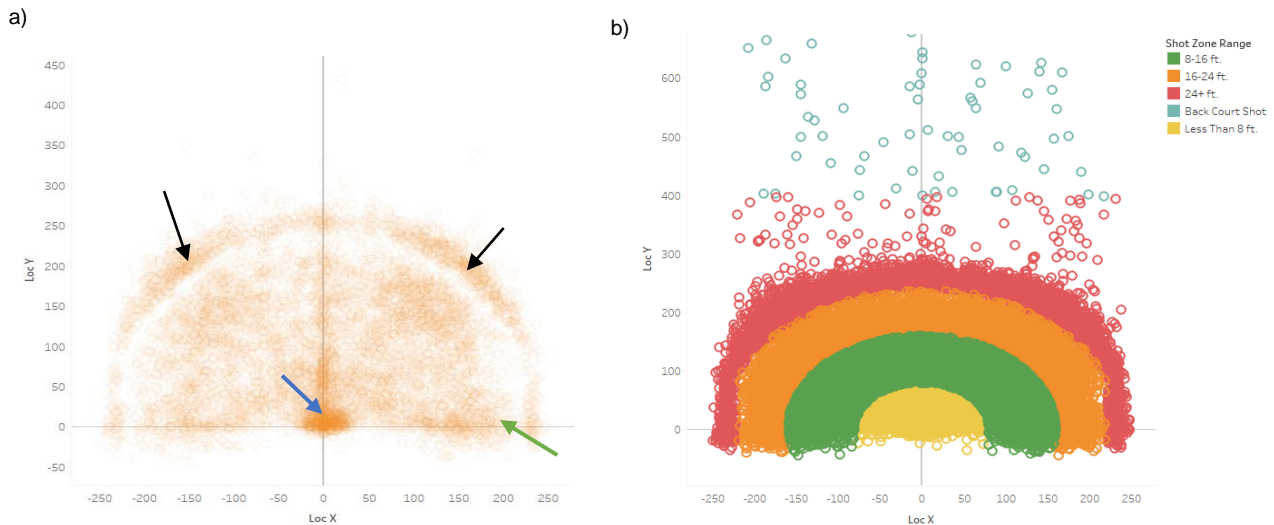 a)
450
400
350
300
250
200
150
100
50
0
-50
Loc Y
-250 -200 -150 -100 -50 0 50 100 150 200 250
Loc X
b)
600
500
400
300
200
100
0
Loc Y
-250 -200 -150 -100 -50 0 50 100 150 200 250
Loc X
Shot Zone Range
8-16 ft.
16-24 ft.
24+ ft.
Back Court Shot
Less Than 8 ft.